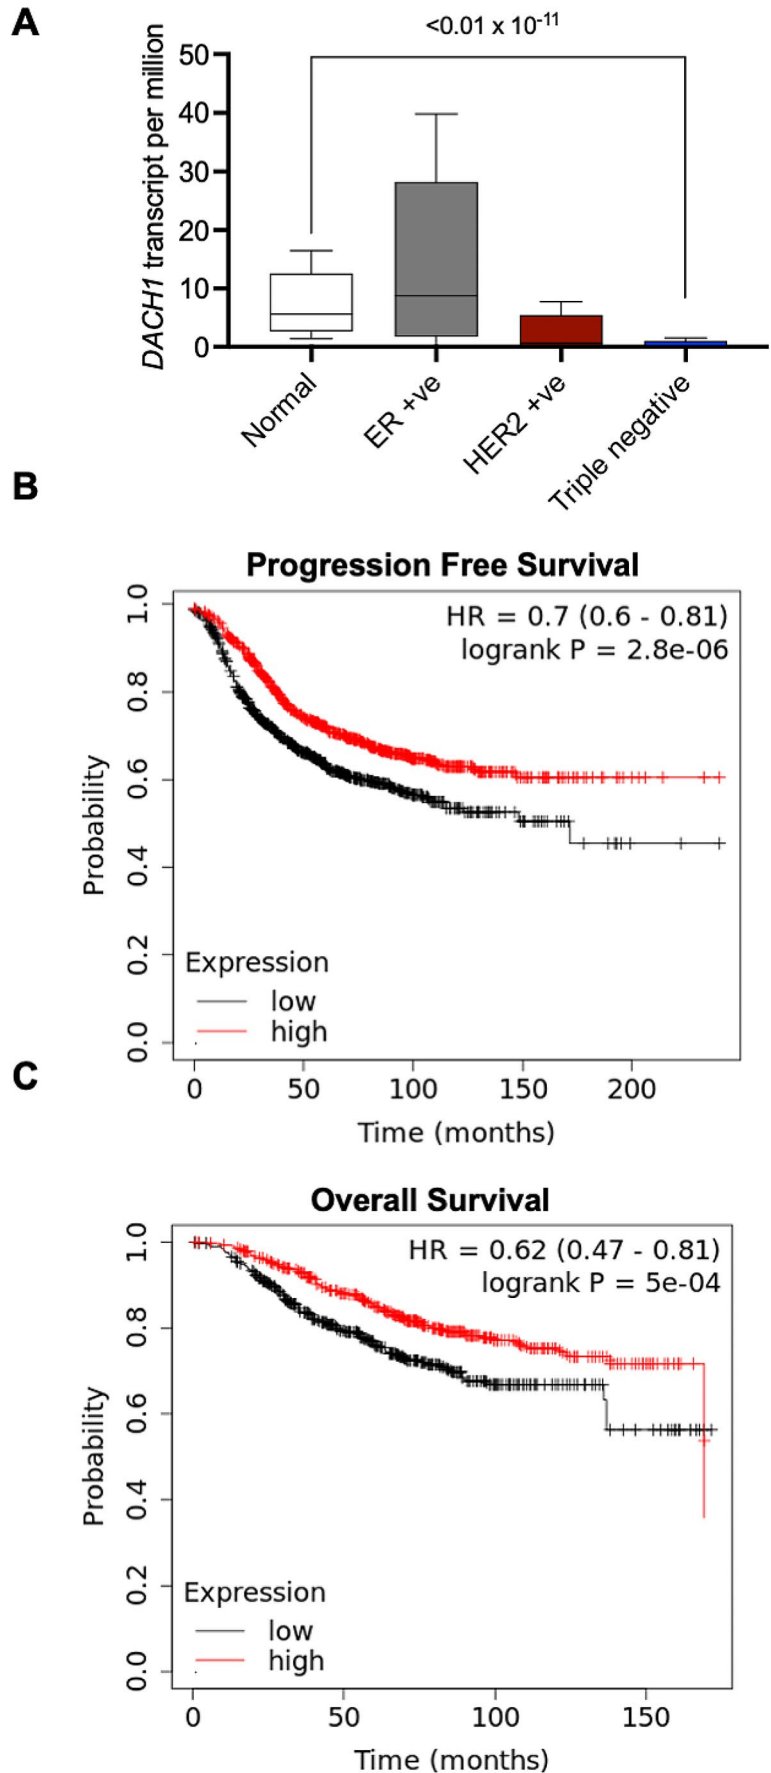 A
<0.01 x 10-11
DACH1 transcript per million
50
40
30
20
10
0
Normal
ER +ve
HER2 +ve
Triple negative
B
Progression Free Survival
HR = 0.7 (0.6 - 0.81)
logrank P = 2.8e-06
Probability
1.0
0.8
0.6
0.4
0.2
0.0
Expression
low
high
0 50 100 150 200
Time (months)
C
Overall Survival
HR = 0.62 (0.47 - 0.81)
logrank P = 5e-04
Probability
1.0
0.8
0.6
0.4
0.2
0.0
Expression
low
high
0 50 100 150
Time (months)